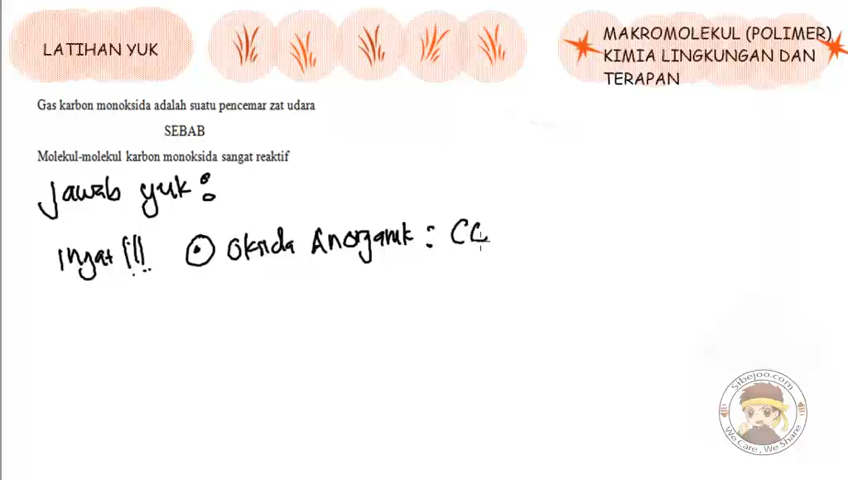 LATIHAN YUK
MAKROMOLEKUL (POLIMER)
KIMIA LINGKUNGAN DAN
TERAPAN
Gas karbon monoksida adalah suatu pencemar zat udara
SEBAB
Molekul-molekul karbon monoksida sangat reaktif
Jawab yuk :
Ingat !!! Oksida Anorganik :
Sibejoo.com
We Care, We Share